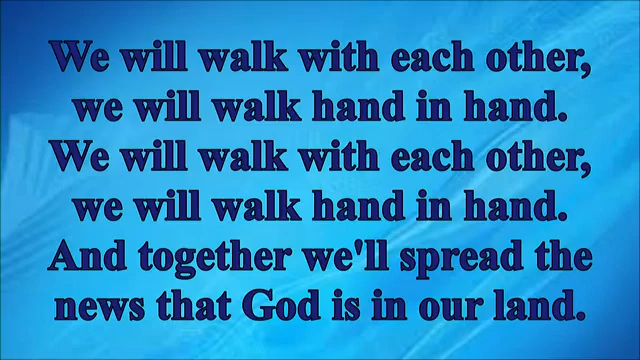 We will walk with each other,
we will walk hand in hand.
We will walk with each other,
we will walk hand in hand.
And together we'll spread the
news that God is in our land.